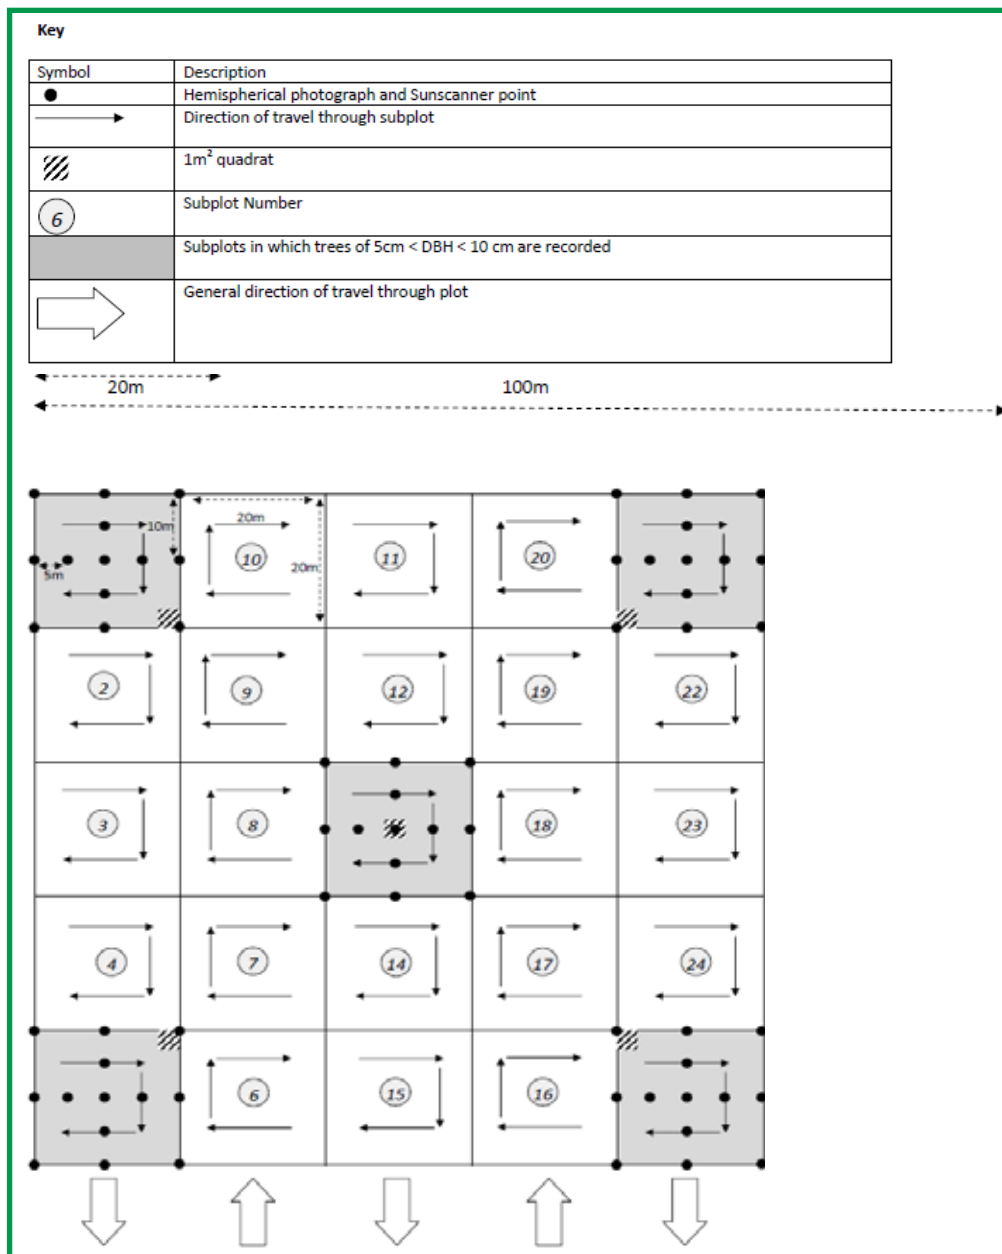 Key
Symbol Description
Hemispherical photograph and Sunscanner point
Direction of travel through subplot
1m² quadrat
6 Subplot Number
Subplots in which trees of 5cm < DBH < 10 cm are recorded
General direction of travel through plot
20m 100m
10m 20m
10 11 20
5m 20m
2 9 12 19 22
3 8 18 23
4 7 14 17 24
6 15 16